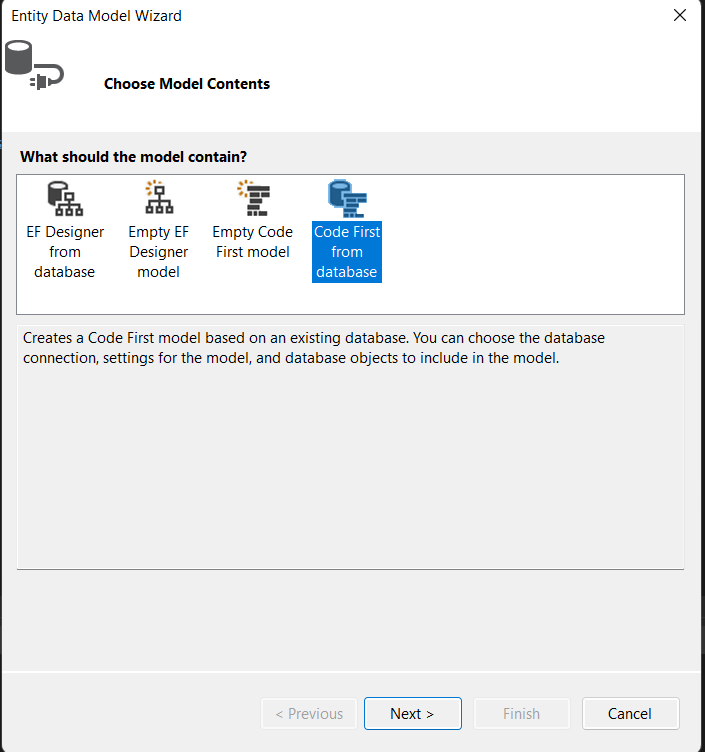 Entity Data Model Wizard
Choose Model Contents
What should the model contain?
EF Designer
from
database
Empty EF
Designer
model
Empty Code
First model
Code First
from
database
Creates a Code First model based on an existing database. You can choose the database
connection, settings for the model, and database objects to include in the model.
< Previous
Next >
Finish
Cancel